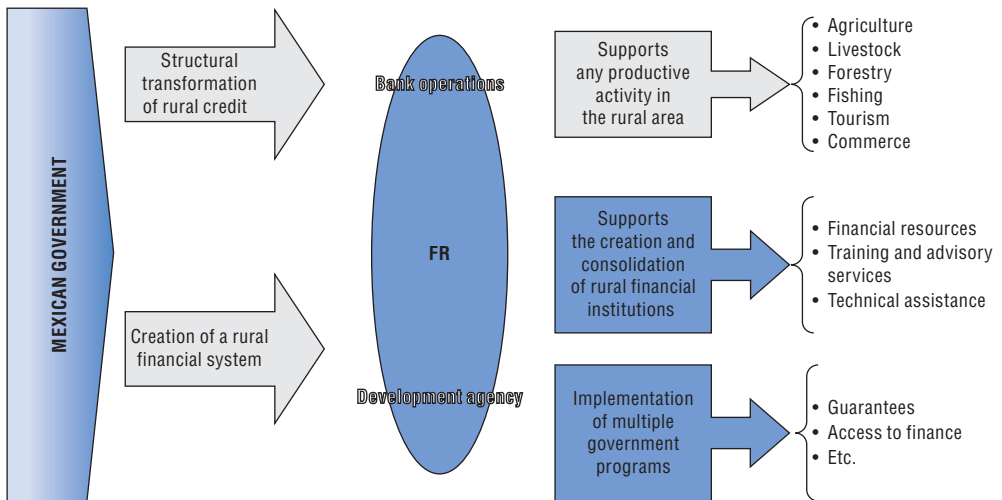 MEXICAN GOVERNMENT
Structural
transformation
of rural credit
Creation of a rural
financial system
Bank operations
FR
Development agency
Supports
any productive
activity in
the rural area
• Agriculture
• Livestock
• Forestry
• Fishing
• Tourism
• Commerce
Supports
the creation and
consolidation
of rural financial
institutions
• Financial resources
• Training and advisory
services
• Technical assistance
Implementation
of multiple
government
programs
• Guarantees
• Access to finance
• Etc.